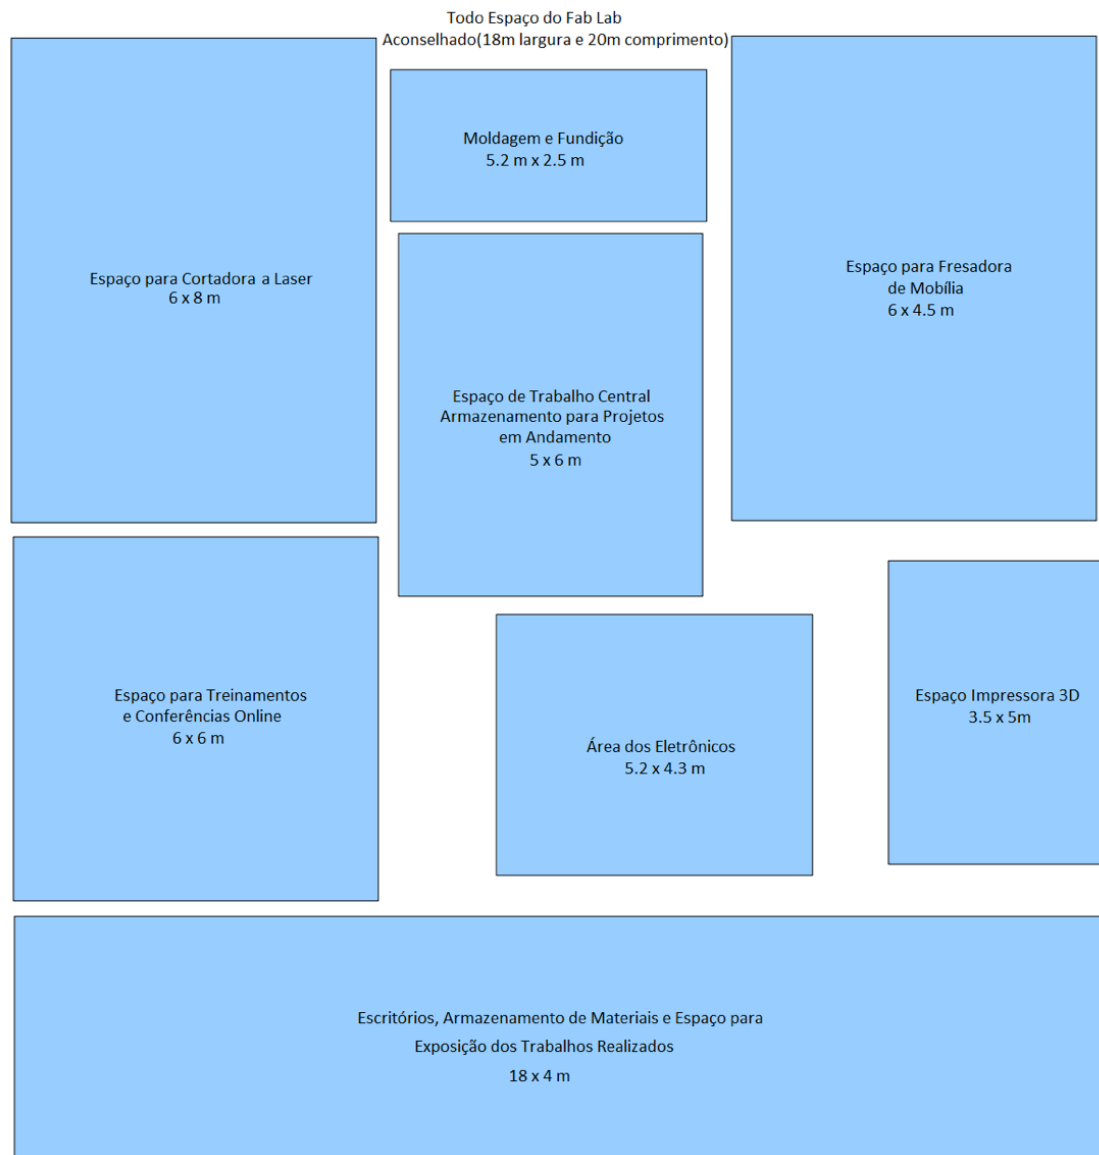 Todo Espaço do Fab Lab
Aconselhado(18m largura e 20m comprimento)
Moldagem e Fundição
5.2 m x 2.5 m
Espaço para Cortadora a Laser
6 x 8 m
Espaço para Fresadora
de Mobília
6 x 4.5 m
Espaço de Trabalho Central
Armazenamento para Projetos
em Andamento
5 x 6 m
Espaço para Treinamentos
e Conferências Online
6 x 6 m
Área dos Eletrônicos
5.2 x 4.3 m
Espaço Impressora 3D
3.5 x 5m
Escritórios, Armazenamento de Materiais e Espaço para
Exposição dos Trabalhos Realizados
18 x 4 m